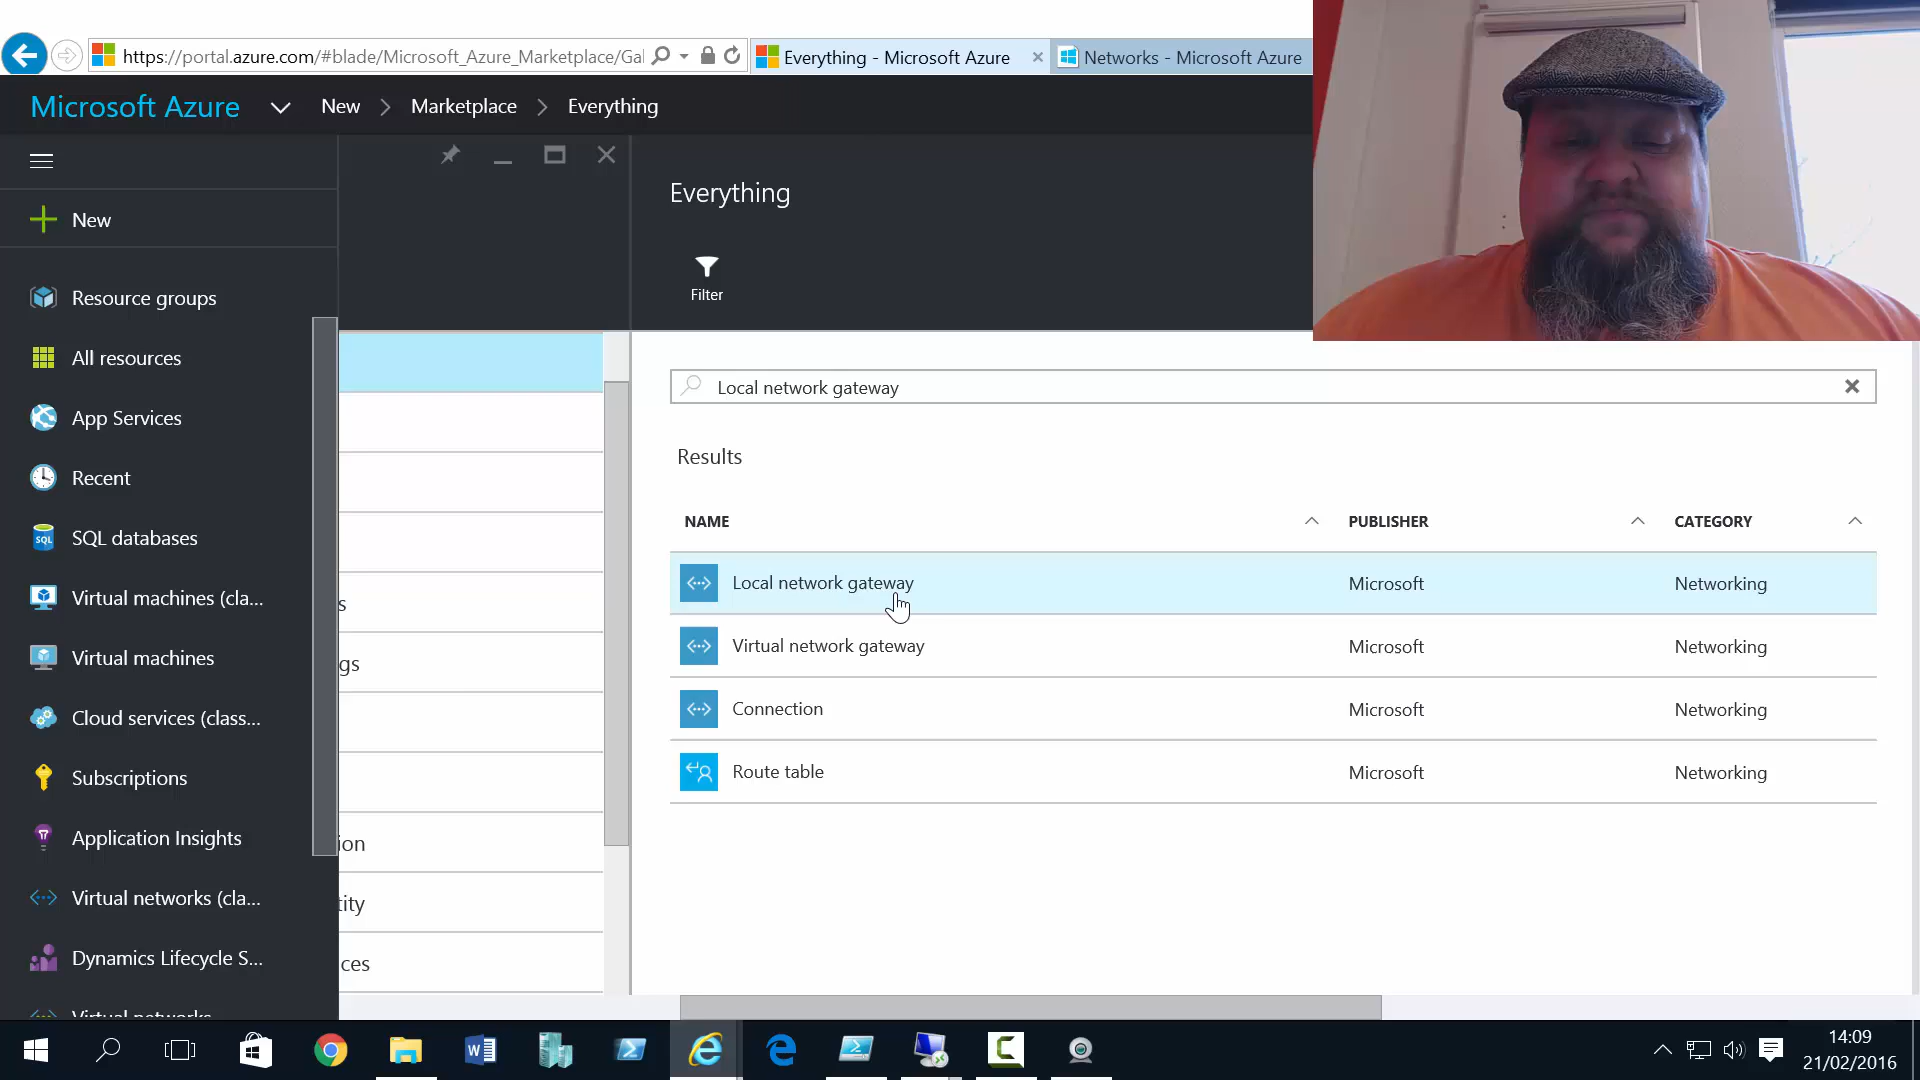 https://portal.azure.com/#blade/Microsoft_Azure_Marketplace/Gal
Everything - Microsoft Azure
Networks - Microsoft Azure
Microsoft Azure
New
Marketplace
Everything
New
Resource groups
All resources
App Services
Recent
SQL databases
Virtual machines (cla...
Virtual machines
Cloud services (class...
Subscriptions
Application Insights
Virtual networks (cla...
Dynamics Lifecycle S...
Virtual networks
s
gs
ion
tity
ces
Everything
Filter
Local network gateway
Results
NAME PUBLISHER CATEGORY
Local network gateway Microsoft Networking
Virtual network gateway Microsoft Networking
Connection Microsoft Networking
Route table Microsoft Networking
14:09
21/02/2016